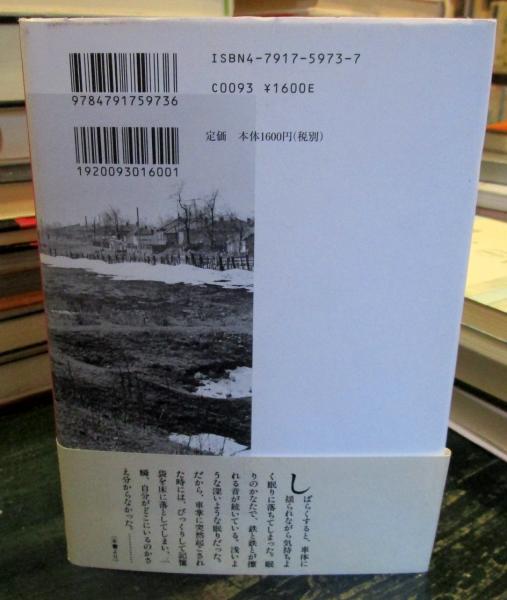 ISBN4-7917-5973-7
C0093 ¥1600E
9784791759736
定価 本体1600円(税別)
1920093016001
しばらくすると、車体に
揺られながら気持ちよ
く眠りに落ちてしまった。眠
りのかなたで、鉄と鉄とが擦
れる音が続いている。浅いよ
うな深いような眠りだった。
だから、車掌に突然起こされ
た時には、びっくりして記憶
袋を床に落としてしまい、一
瞬、自分がどこにいるのかさ
え分からなかった。…………
(本書より)